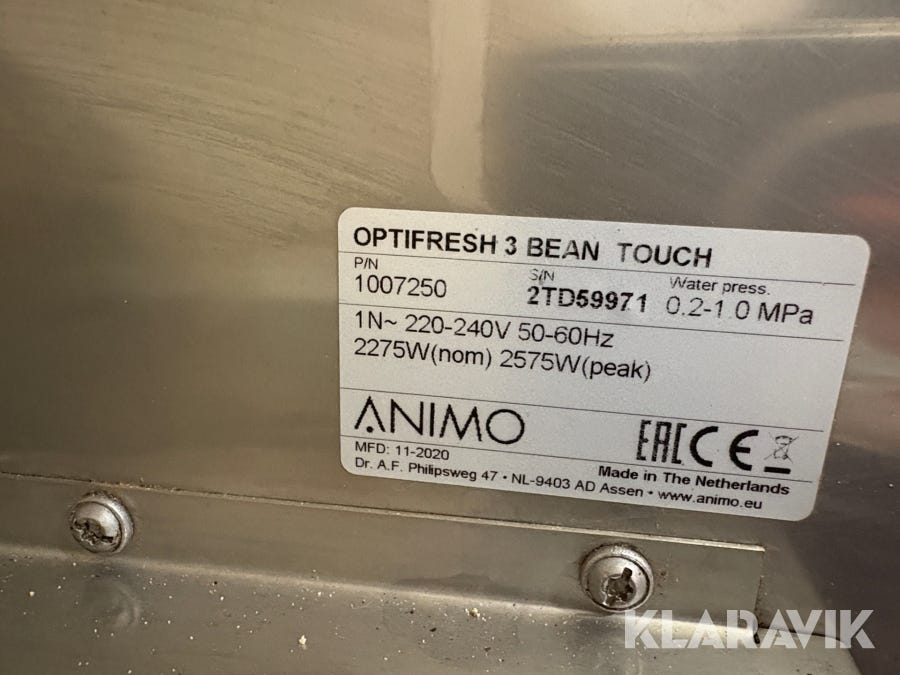 OPTIFRESH 3 BEAN TOUCH
P/N S/N Water press.
1007250 2TD59971 0.2-1.0 MPa
1N~ 220-240V 50-60Hz
2275W(nom) 2575W(peak)
ANIMO EAC CE
MFD: 11-2020 Made in The Netherlands
Dr. A.F. Philipsweg 47 • NL-9403 AD Assen • www.animo.eu
KLARAVIK